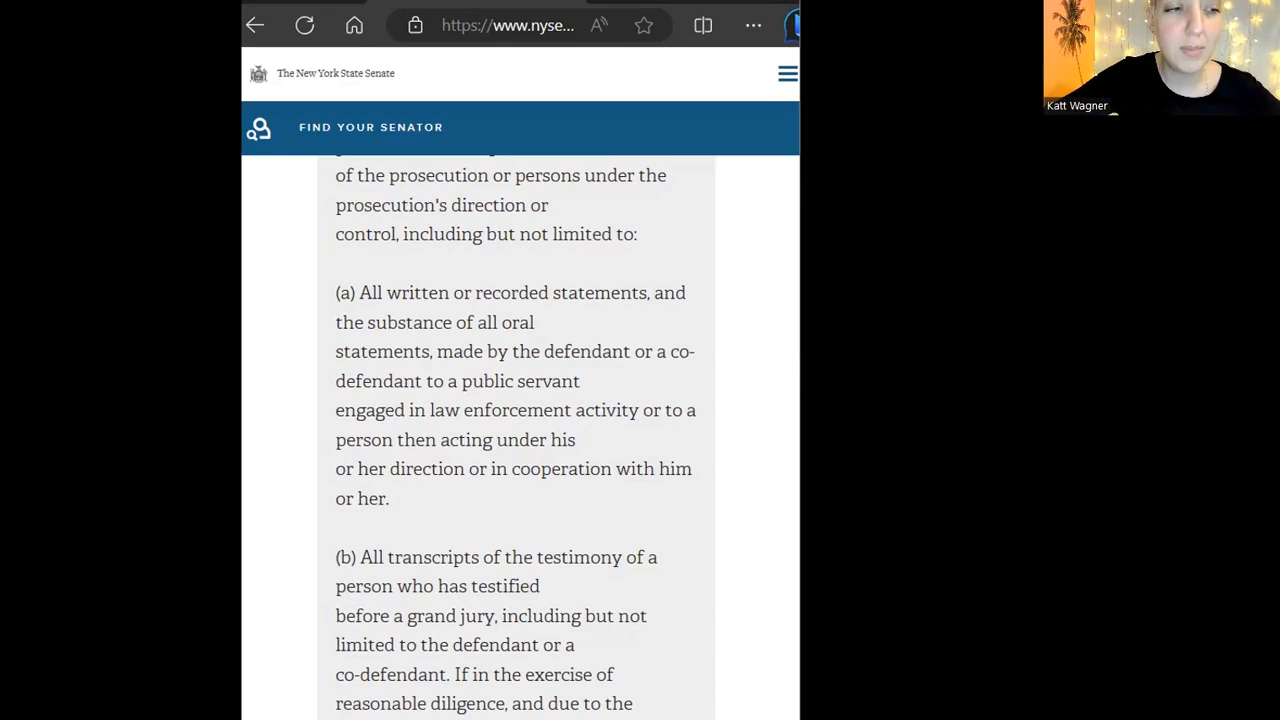 https://www.nyse...
The New York State Senate
FIND YOUR SENATOR
Katt Wagner
of the prosecution or persons under the
prosecution's direction or
control, including but not limited to:
(a) All written or recorded statements, and
the substance of all oral
statements, made by the defendant or a co-
defendant to a public servant
engaged in law enforcement activity or to a
person then acting under his
or her direction or in cooperation with him
or her.
(b) All transcripts of the testimony of a
person who has testified
before a grand jury, including but not
limited to the defendant or a
co-defendant. If in the exercise of
reasonable diligence, and due to the